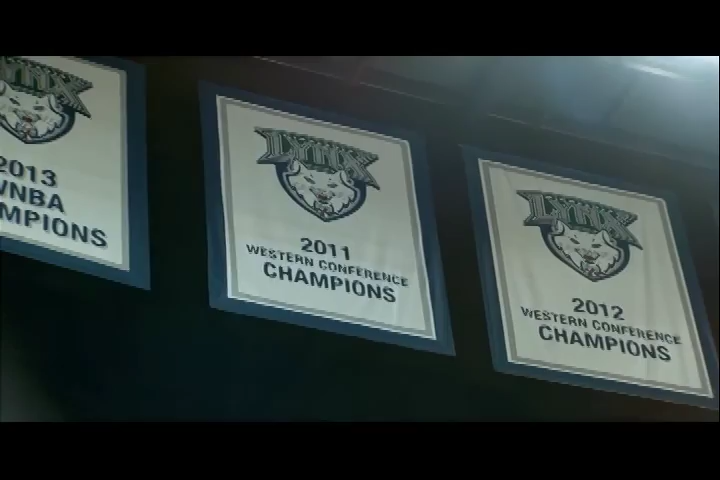 LYNX
2013
WNBA
CHAMPIONS
LYNX
2011
WESTERN CONFERENCE
CHAMPIONS
LYNX
2012
WESTERN CONFERENCE
CHAMPIONS